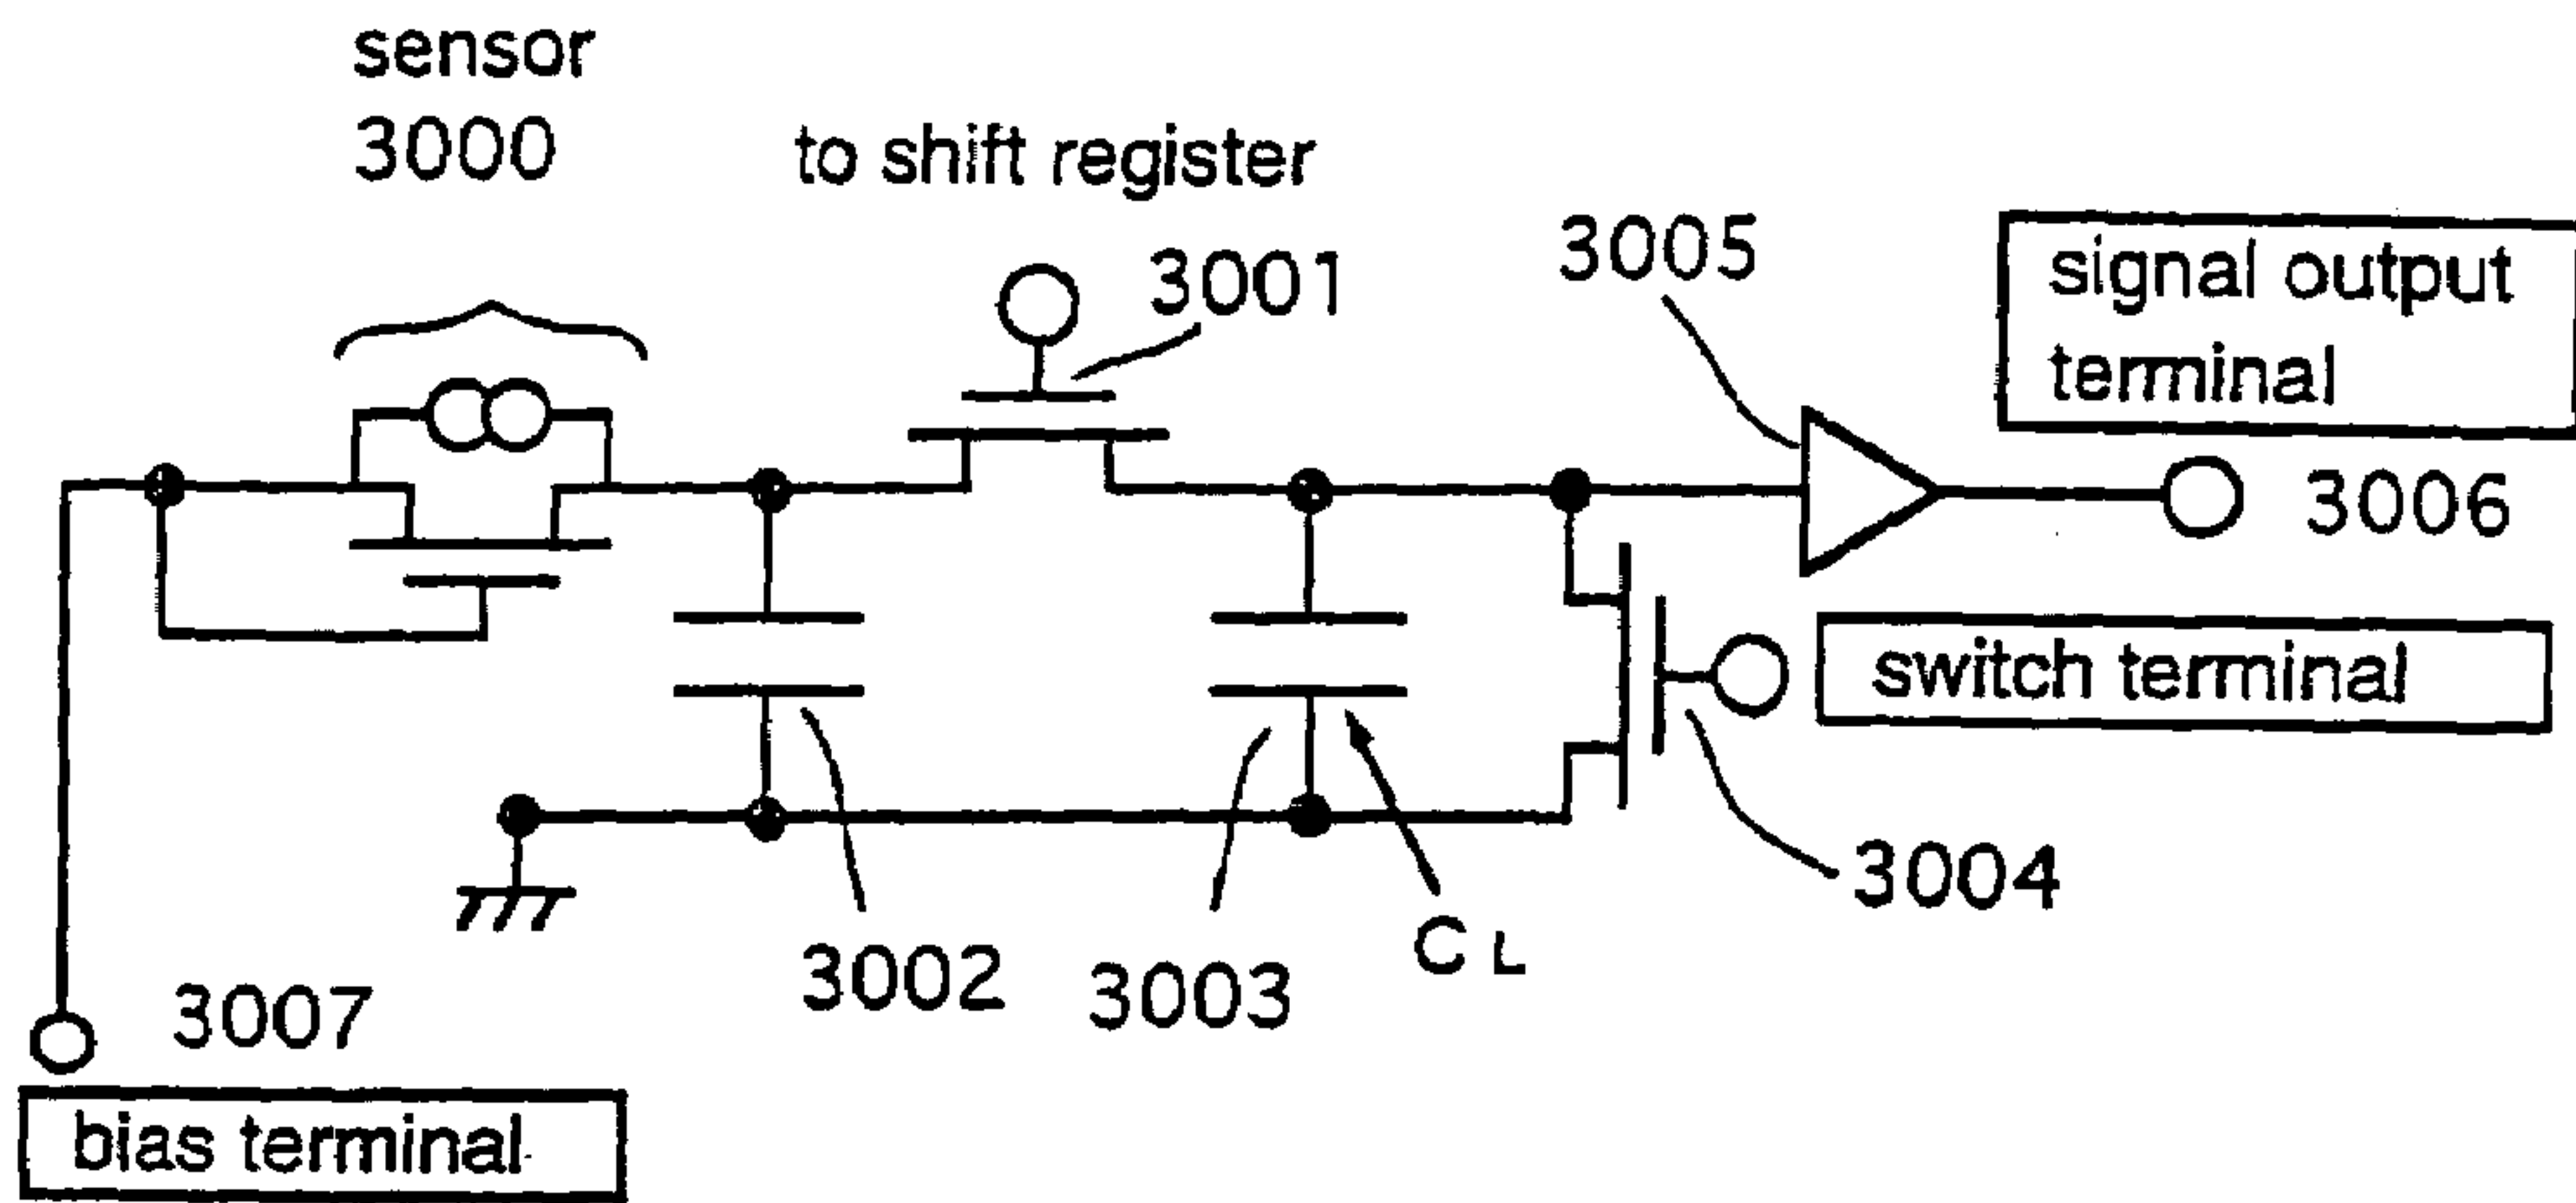 sensor
3000
to shift register
3001
3005
signal output
terminal
3006
switch terminal
3004
3002
3003
CL
3007
bias terminal